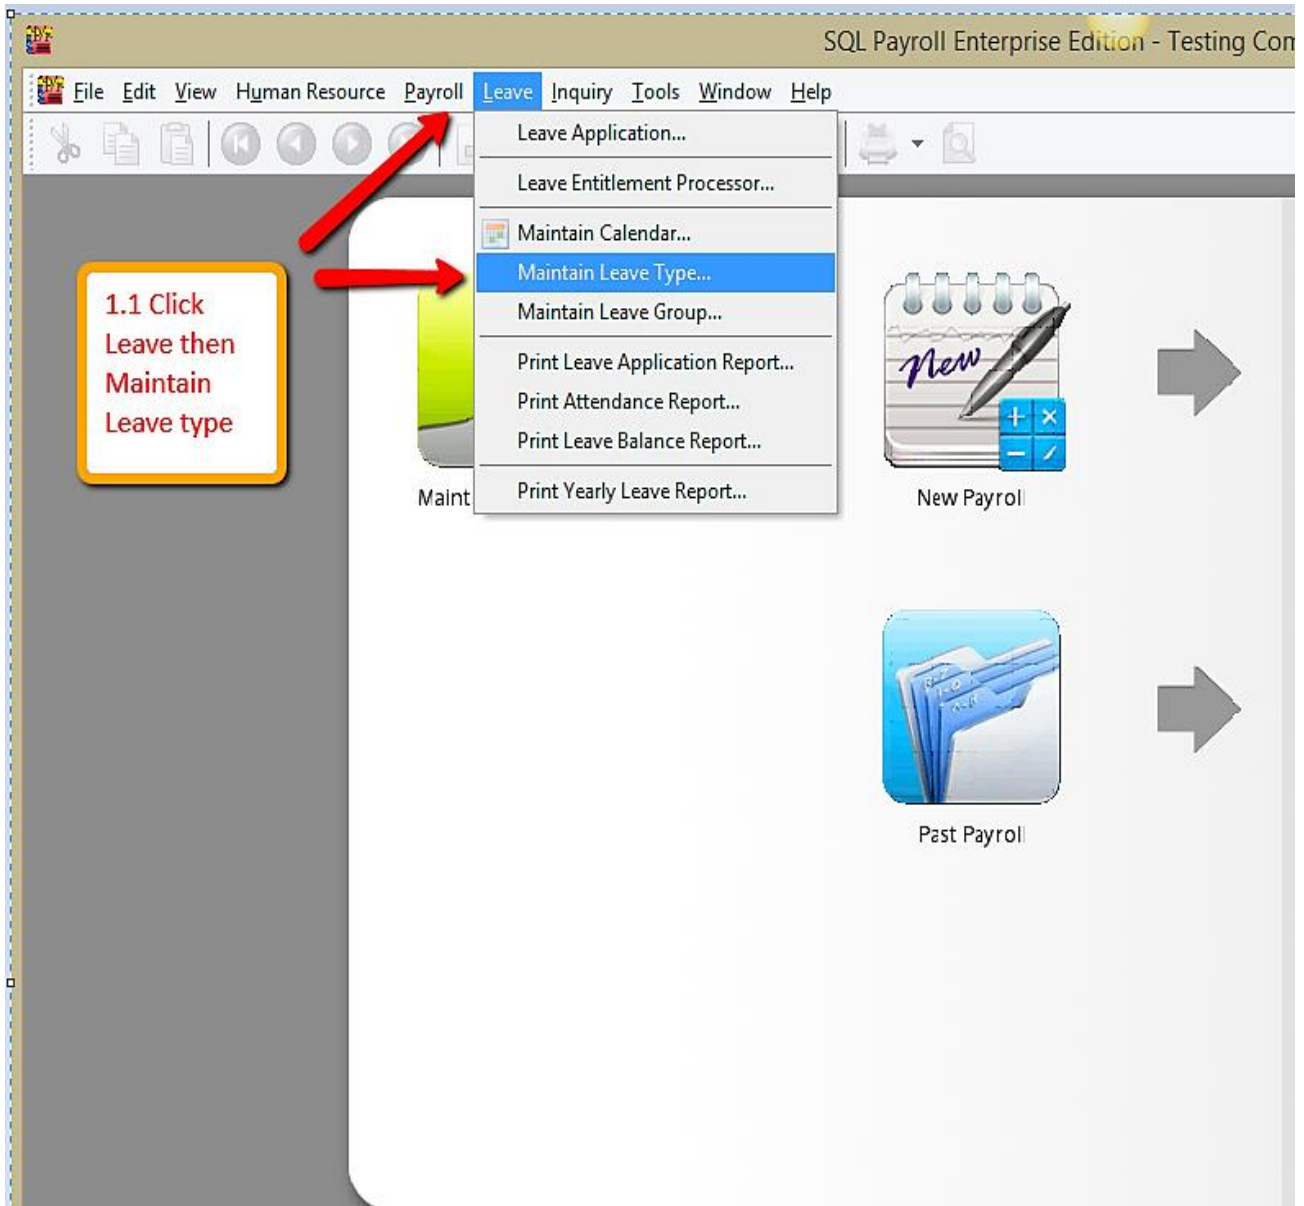 SQL Payroll Enterprise Edition - Testing Com
File Edit View Human Resource Payroll Leave Inquiry Tools Window Help
Leave Application...
Leave Entitlement Processor...
Maintain Calendar...
Maintain Leave Type...
Maintain Leave Group...
Print Leave Application Report...
Print Attendance Report...
Print Leave Balance Report...
Print Yearly Leave Report...
1.1 Click
Leave then
Maintain
Leave type
Maint
New
New Payroll
Past Payroll